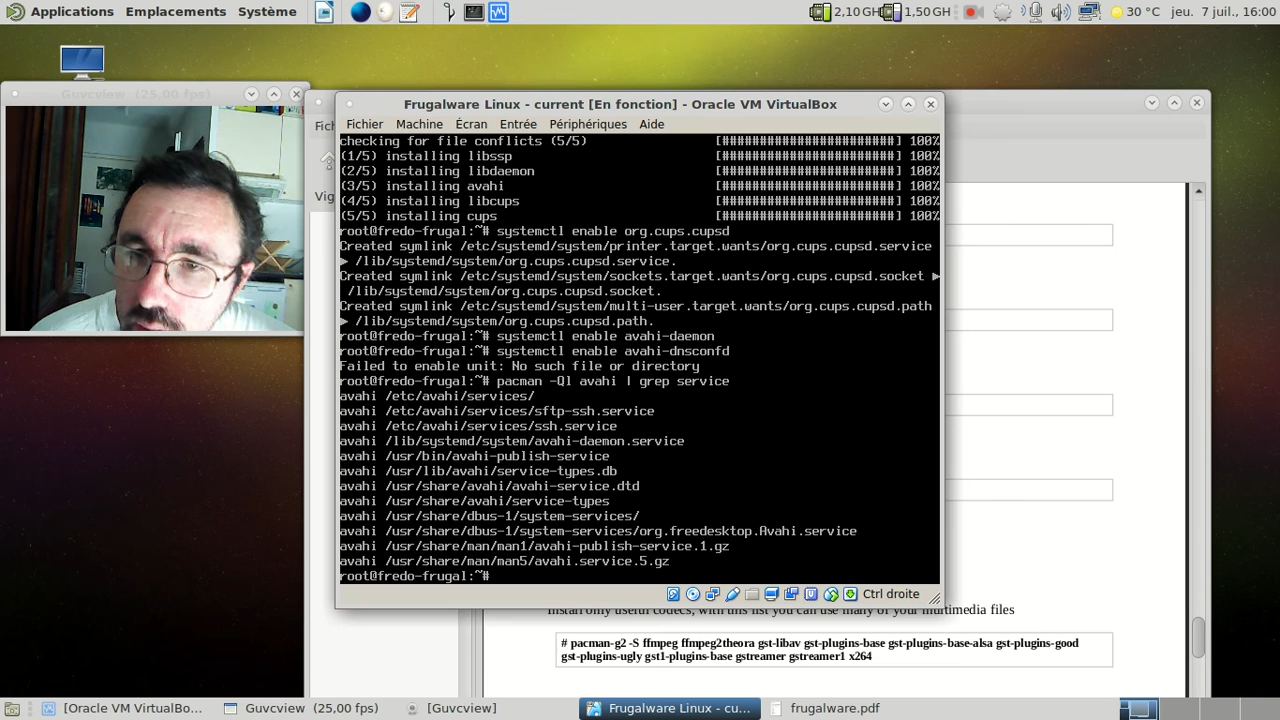 Applications Emplacements Système 2,10 GH 1,50 GH 30 °C jeu. 7 juil., 16:00
Guvcview (25,00 fps)
Frugalware Linux - current [En fonction] - Oracle VM VirtualBox
Fichier Machine Écran Entrée Périphériques Aide
checking for file conflicts (5/5) [#######################] 100%
(1/5) installing libssp [#######################] 100%
(2/5) installing libdaemon [#######################] 100%
(3/5) installing avahi [#######################] 100%
(4/5) installing libcups [#######################] 100%
(5/5) installing cups [#######################] 100%
root@fredo-frugal:~# systemctl enable org.cups.cupsd
Created symlink /etc/systemd/system/printer.target.wants/org.cups.cupsd.service
► /lib/systemd/system/org.cups.cupsd.service.
Created symlink /etc/systemd/system/sockets.target.wants/org.cups.cupsd.socket ►
/lib/systemd/system/org.cups.cupsd.socket.
Created symlink /etc/systemd/system/multi-user.target.wants/org.cups.cupsd.path
► /lib/systemd/system/org.cups.cupsd.path.
root@fredo-frugal:~# systemctl enable avahi-daemon
root@fredo-frugal:~# systemctl enable avahi-dnsconfd
Failed to enable unit: No such file or directory
root@fredo-frugal:~# pacman -Ql avahi | grep service
avahi /etc/avahi/services/
avahi /etc/avahi/services/sftp-ssh.service
avahi /etc/avahi/services/ssh.service
avahi /lib/systemd/system/avahi-daemon.service
avahi /usr/bin/avahi-publish-service
avahi /usr/lib/avahi/service-types.db
avahi /usr/share/avahi/avahi-service.dtd
avahi /usr/share/avahi/service-types
avahi /usr/share/dbus-1/system-services/
avahi /usr/share/dbus-1/system-services/org.freedesktop.Avahi.service
avahi /usr/share/man/man1/avahi-publish-service.1.gz
avahi /usr/share/man/man5/avahi.service.5.gz
root@fredo-frugal:~#
Ctrl droite
Fich
Vig
Install only useful codecs, with this list you can use many of your multimedia files
# pacman-g2 -S ffmpeg ffmpeg2theora gst-libav gst-plugins-base gst-plugins-base-alsa gst-plugins-good
gst-plugins-ugly gst1-plugins-base gstreamer gstreamer1 x264
[Oracle VM VirtualBo... Guvcview (25,00 fps) [Guvcview] Frugalware Linux - cu... frugalware.pdf